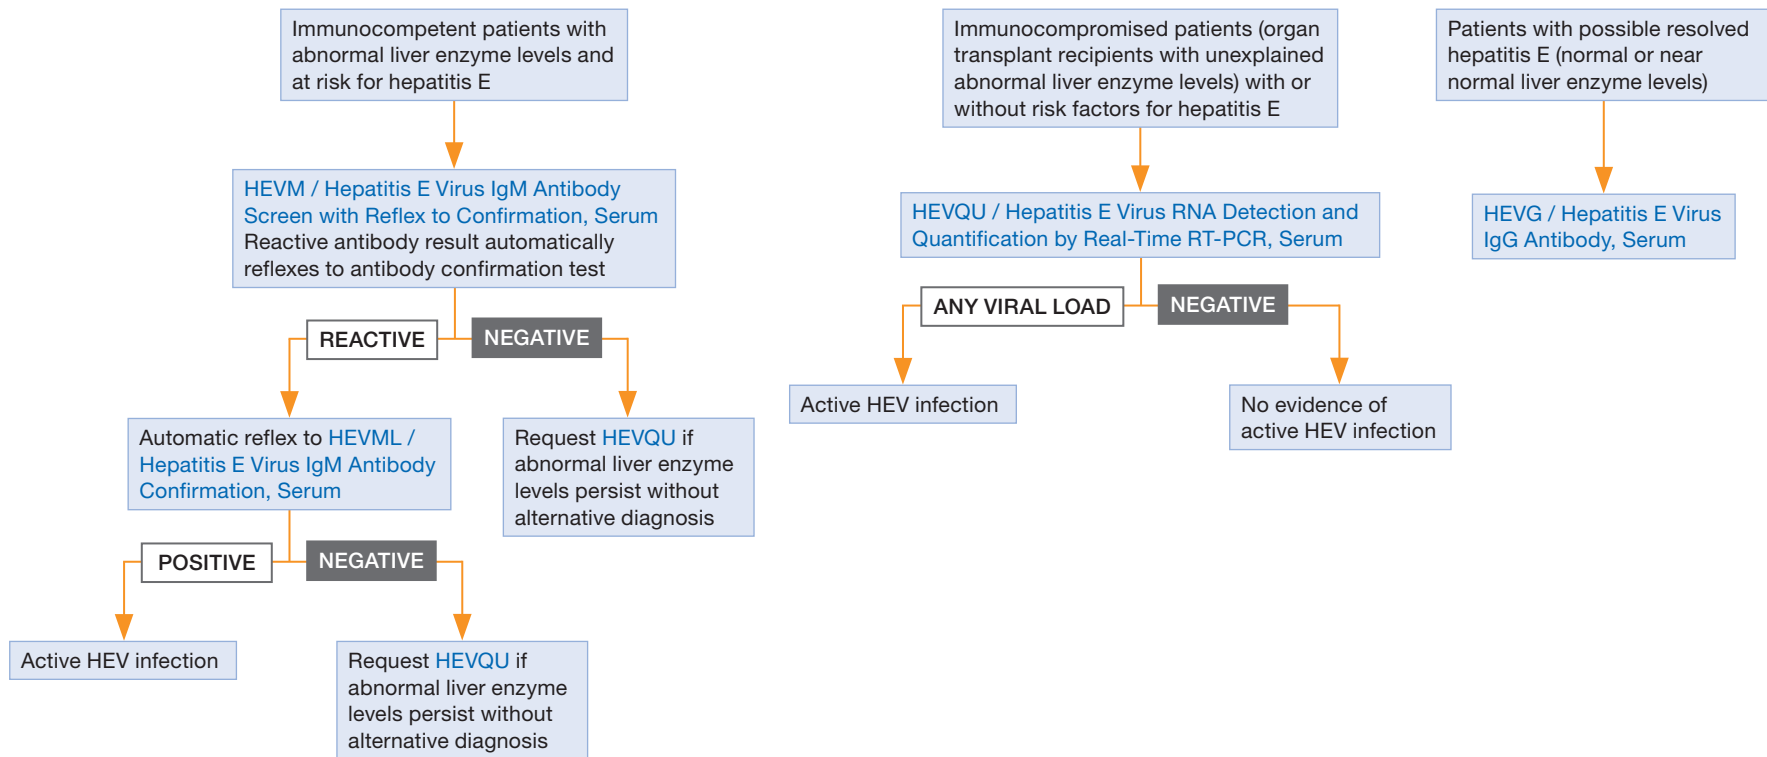 Immunocompetent patients with
abnormal liver enzyme levels and
at risk for hepatitis E
HEVM / Hepatitis E Virus IgM Antibody
Screen with Reflex to Confirmation, Serum
Reactive antibody result automatically
reflexes to antibody confirmation test
REACTIVE
NEGATIVE
Automatic reflex to HEVML /
Hepatitis E Virus IgM Antibody
Confirmation, Serum
Request HEVQU if
abnormal liver enzyme
levels persist without
alternative diagnosis
POSITIVE
NEGATIVE
Active HEV infection
Request HEVQU if
abnormal liver enzyme
levels persist without
alternative diagnosis
Immunocompromised patients (organ
transplant recipients with unexplained
abnormal liver enzyme levels) with or
without risk factors for hepatitis E
HEVQU / Hepatitis E Virus RNA Detection and
Quantification by Real-Time RT-PCR, Serum
ANY VIRAL LOAD
NEGATIVE
Active HEV infection
No evidence of
active HEV infection
Patients with possible resolved
hepatitis E (normal or near
normal liver enzyme levels)
HEVG / Hepatitis E Virus
IgG Antibody, Serum